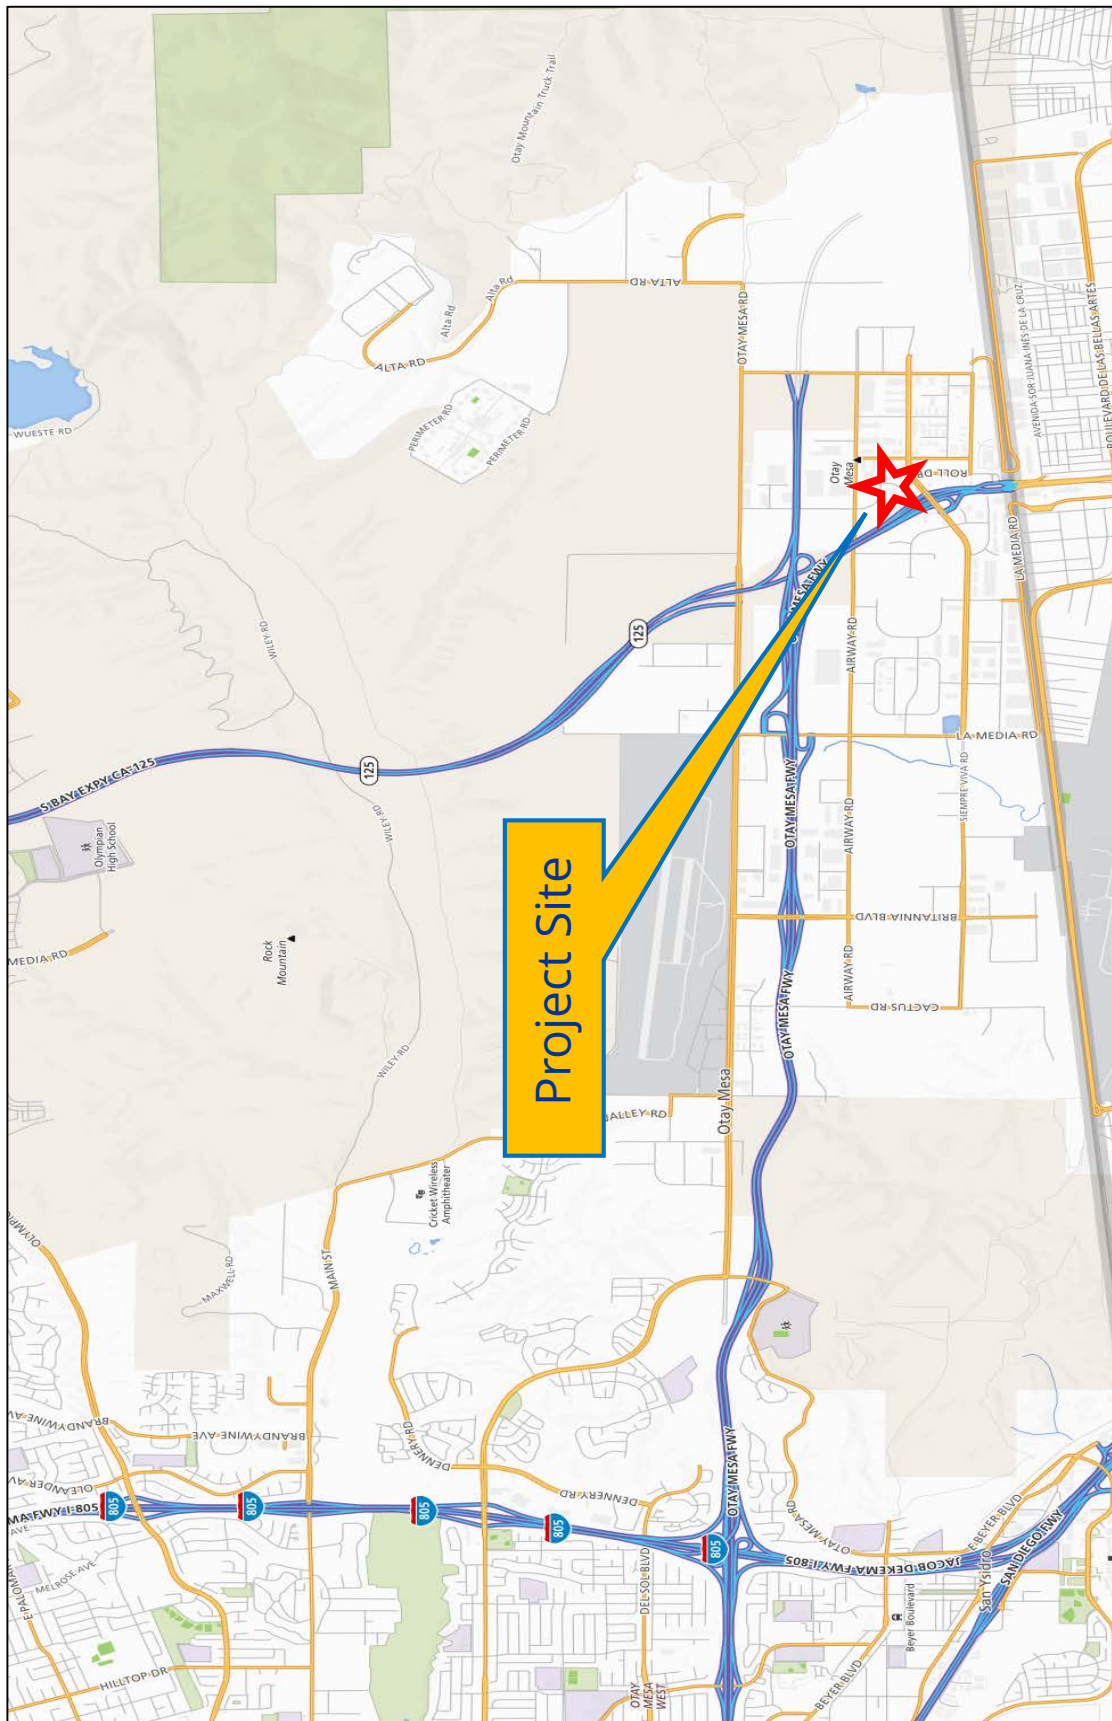 Otay Mountain Truck Trail
Alta Rd
Alta Rd
ALTA RD
ALTA RD
OTAY MESA RD
WUESTE RD
PERIMETER RD
PERIMETER RD
AVENIDA SOR JUANA INÉS DE LA CRUZ
BOULEVARD DE LAS BELLAS ARTES
Otay
Mesa
ROLL DR
LA MEDIA RD
WILEY RD
125
S BAY EXPY CA-125
125
MESA FWY
AIRWAY RD
LA MEDIA RD
SIEMPRE VIVA RD
OTAY MESA FWY
AIRWAY RD
WILEY RD
Olympian
High School
MEDIA RD
Rock
Mountain
Project Site
BRITANNIA BLVD
OTAY MESA FWY
AIRWAY RD
CACTUS RD
WILEY RD
Otay Mesa
ALLEY RD
Cricket Wireless
Amphitheater
OLYMPIC
MAXWELL RD
MAIN ST
BRANDYWINE AVE
BRANDYWINE AVE
OLEANDER AV
DENNERY RD
DENNERY RD
MA FWY I-805
805
805
805
805
805
OTAY MESA FWY
OTAY MESA RD
E BEYER BLVD
JACOB DEKEMA FWY I-805
SAN DIEGO FWY
San Ysidro
AVE
MELROSE AVE
E PALOMA
DEL SOL BLVD
Beyer Boulevard
HILLTOP DR
OTAY
MESA
WEST
BEYER BLVD